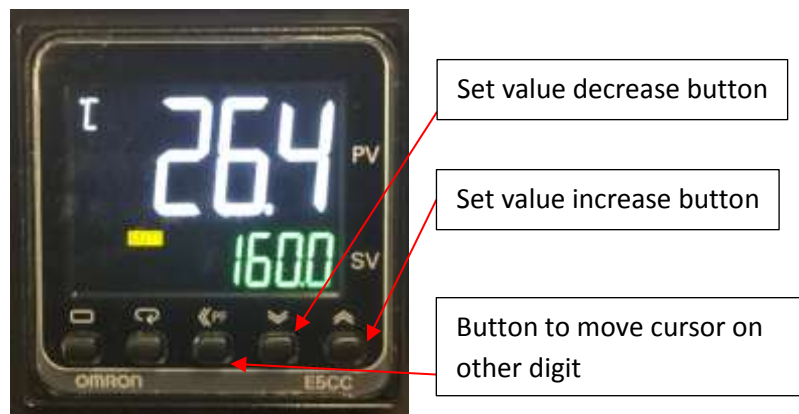 ℃
26.4
PV
160.0
SV
PF
OMRON
E5CC
Set value decrease button
Set value increase button
Button to move cursor on
other digit